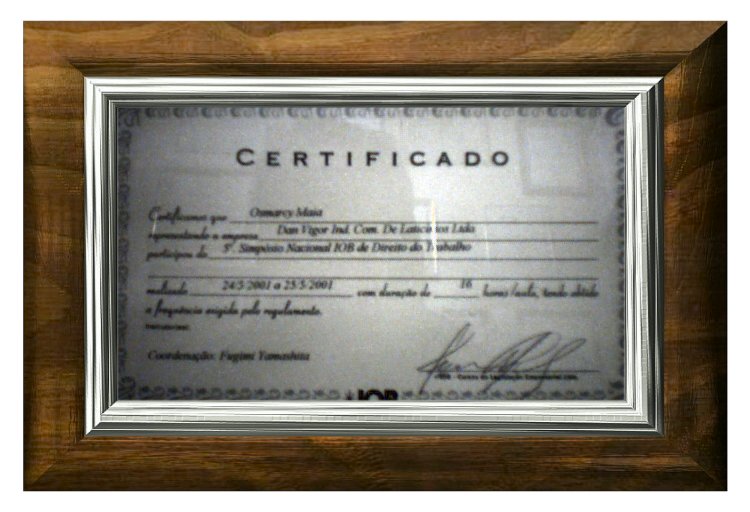 CERTIFICADO
Certificamos que Osmarcy Maia
representando a empresa Dan Vigor Ind. Com. De Laticinios Ltda
participou do 5º. Simpósio Nacional IOB de Direito do Trabalho
realizado 24/5/2001 a 25/5/2001 com duração de 16 horas/aula, tendo obtido
a frequência exigida pelo regulamento.
Coordenação: Fugimi Yamashita
IOB